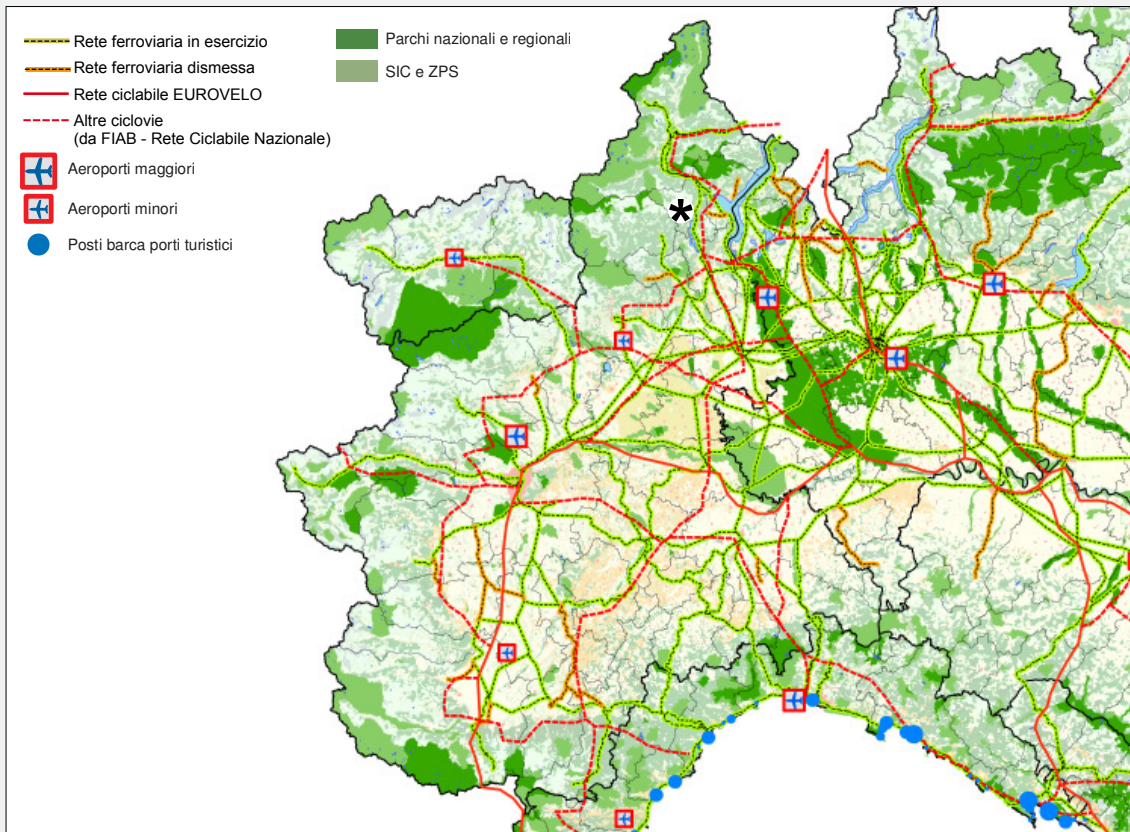 Rete ferroviaria in esercizio
Rete ferroviaria dismessa
Rete ciclabile EUROVELO
Altre ciclovie
(da FIAB - Rete Ciclabile Nazionale)
Aeroporti maggiori
Aeroporti minori
Posti barca porti turistici
Parchi nazionali e regionali
SIC e ZPS
*